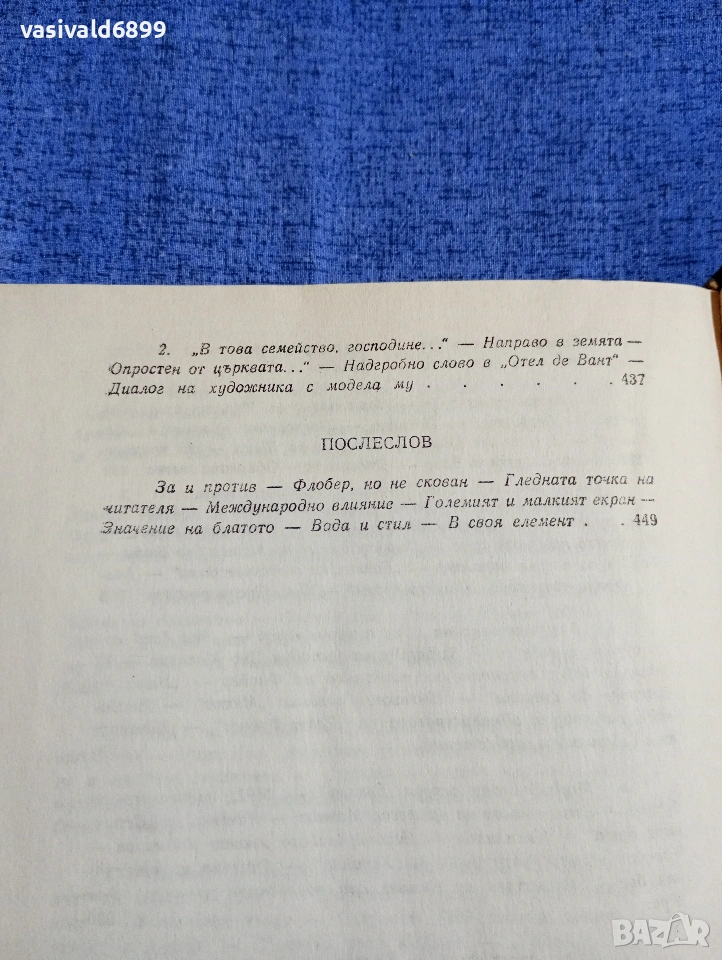 vasivald6899
2. „В това семейство, господине...“ — Направо в земята —
Опростен от църквата...“ — Надгробно слово в „Отел де Вант“ —
Диалог на художника с модела му . . . . . . . 437
ПОСЛЕСЛОВ
За и против — Флобер, но не скован — Гледната точка на
читателя — Международно влияние — Големият и малкият екран —
Значение на блатото — Вода и стил — В своя елемент . . 449
BAZAR